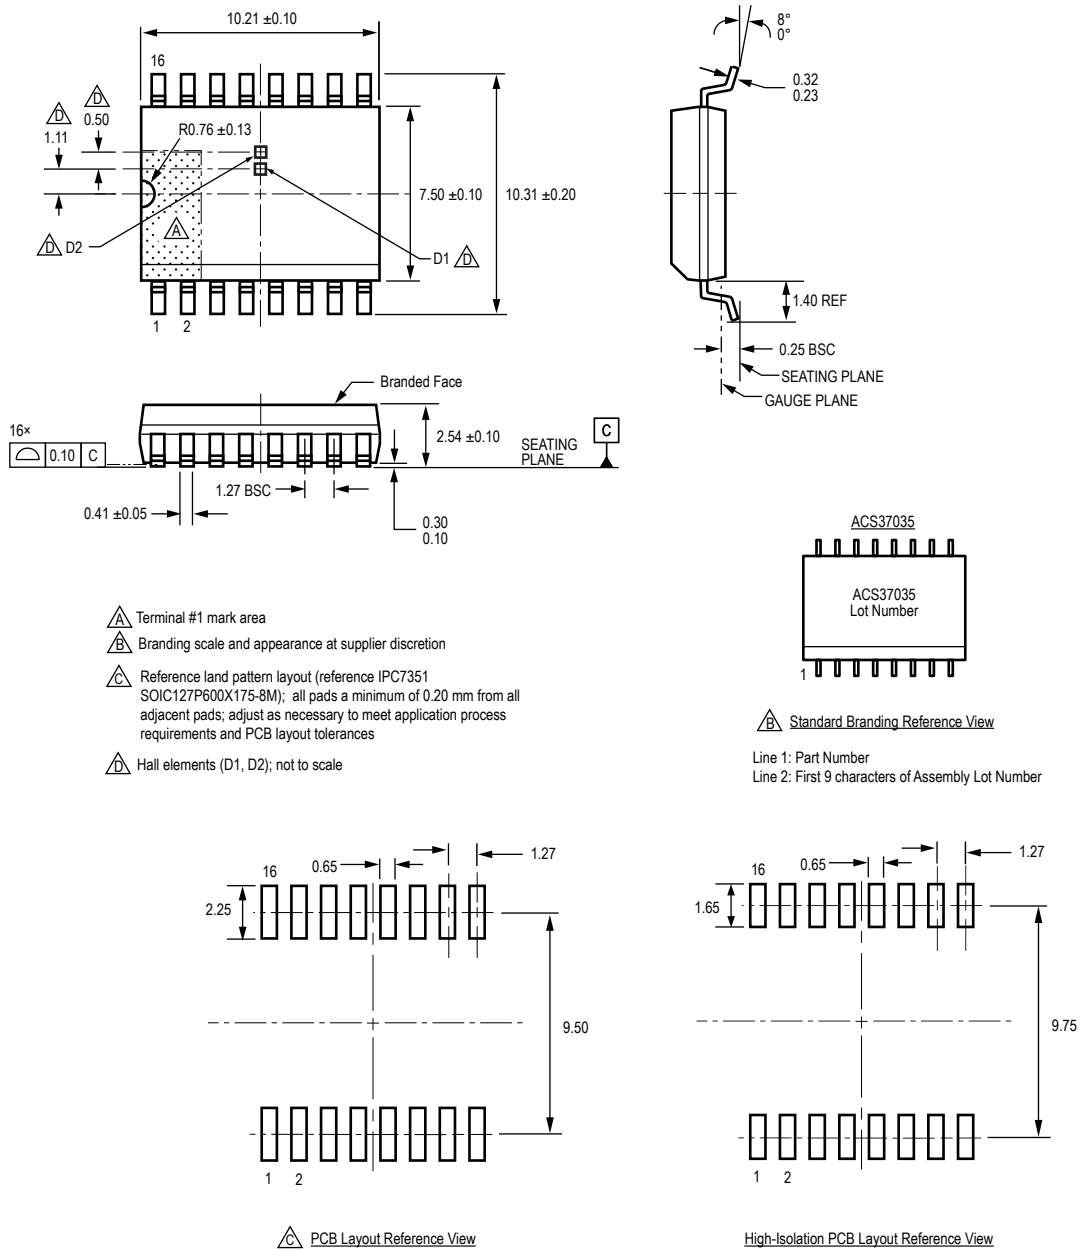 10.21 ±0.10
16
D
0.50
D
1.11
R0.76 ±0.13
7.50 ±0.10
10.31 ±0.20
A
D D2
D1 D
1 2
8°
0°
0.32
0.23
1.40 REF
0.25 BSC
SEATING PLANE
GAUGE PLANE
Branded Face
16×
0.10 C
2.54 ±0.10
SEATING
PLANE
C
1.27 BSC
0.41 ±0.05
0.30
0.10
ACS37035
ACS37035
Lot Number
1
B Standard Branding Reference View
Line 1: Part Number
Line 2: First 9 characters of Assembly Lot Number
A Terminal #1 mark area
B Branding scale and appearance at supplier discretion
C Reference land pattern layout (reference IPC7351
SOIC127P600X175-8M); all pads a minimum of 0.20 mm from all
adjacent pads; adjust as necessary to meet application process
requirements and PCB layout tolerances
D Hall elements (D1, D2); not to scale
16
0.65
1.27
2.25
9.50
1 2
C PCB Layout Reference View
16
0.65
1.27
1.65
9.75
1 2
High-Isolation PCB Layout Reference View